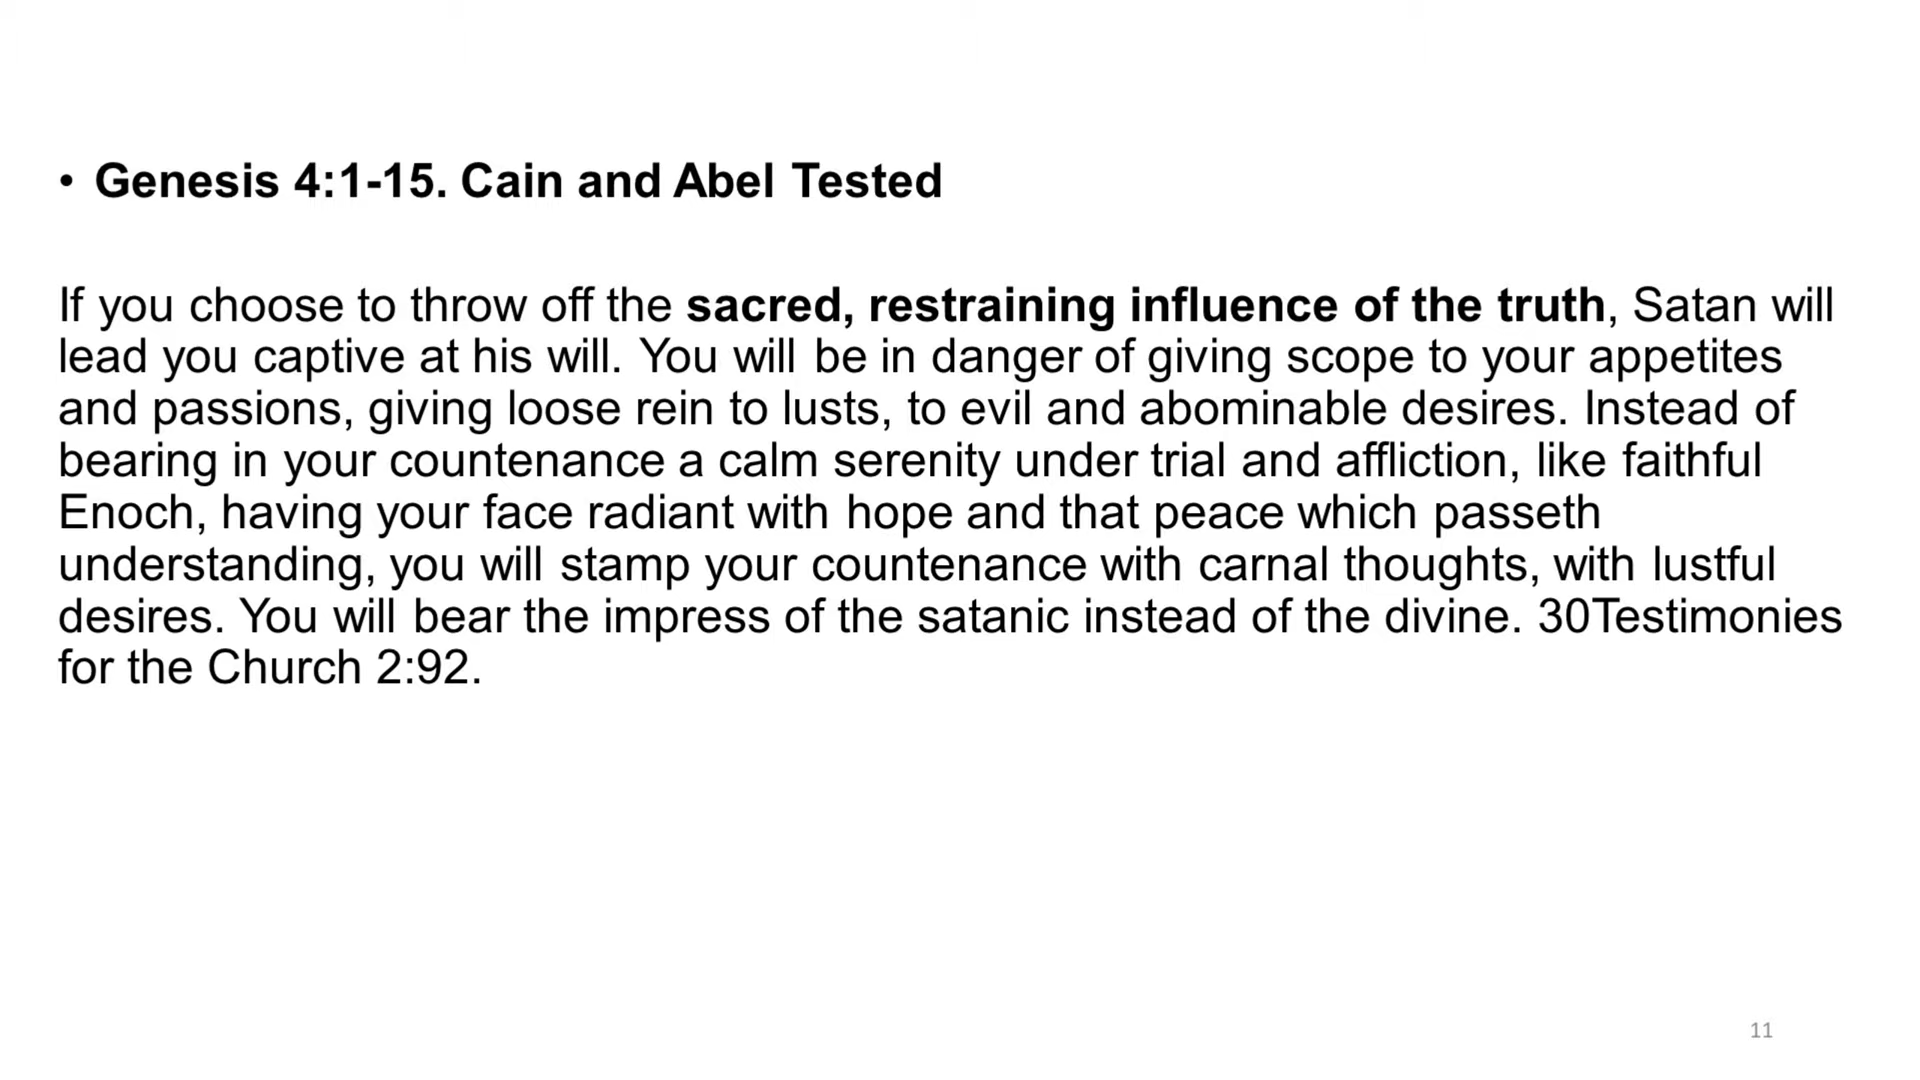 • Genesis 4:1-15. Cain and Abel Tested
If you choose to throw off the sacred, restraining influence of the truth, Satan will
lead you captive at his will. You will be in danger of giving scope to your appetites
and passions, giving loose rein to lusts, to evil and abominable desires. Instead of
bearing in your countenance a calm serenity under trial and affliction, like faithful
Enoch, having your face radiant with hope and that peace which passeth
understanding, you will stamp your countenance with carnal thoughts, with lustful
desires. You will bear the impress of the satanic instead of the divine. 30Testimonies
for the Church 2:92.
11